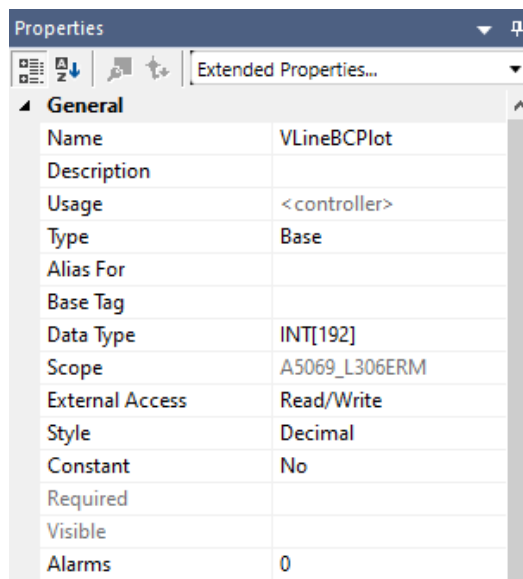 Properties
Extended Properties...
General
Name VLineBCPlot
Description
Usage <controller>
Type Base
Alias For
Base Tag
Data Type INT[192]
Scope A5069_L306ERM
External Access Read/Write
Style Decimal
Constant No
Required
Visible
Alarms 0